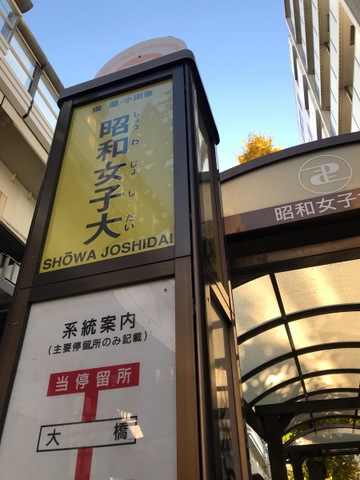 東急・小田急
昭和女子大
しょうわじょしだい
SHŌWA JOSHIDAI
系統案内
(主要停留所のみ記載)
当停留所
大橋
昭和女子大